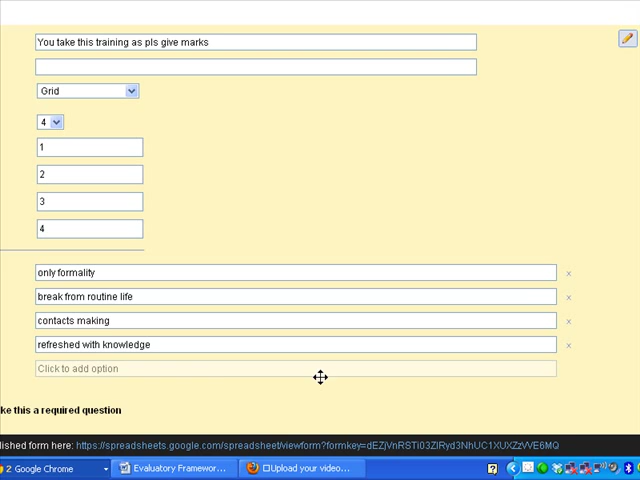 You take this training as pls give marks
Grid
4
1
2
3
4
only formality
break from routine life
contacts making
refreshed with knowledge
Click to add option
ke this a required question
lished form here: https://spreadsheets.google.com/spreadsheet/viewform?formkey=dEZjVnRSTi03ZlRyd3NhUC1XUXZzVVE6MQ
2 Google Chrome
Evaluatory Framewor...
Upload your video...